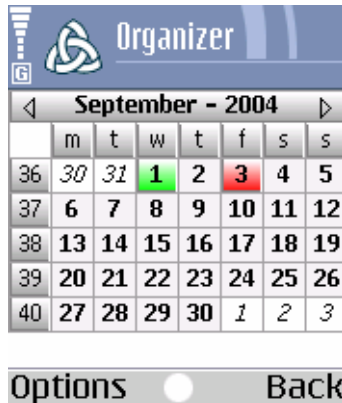 Organizer
G
September - 2004
m t w t f s s
36 30 31 1 2 3 4 5
37 6 7 8 9 10 11 12
38 13 14 15 16 17 18 19
39 20 21 22 23 24 25 26
40 27 28 29 30 1 2 3
Options Back